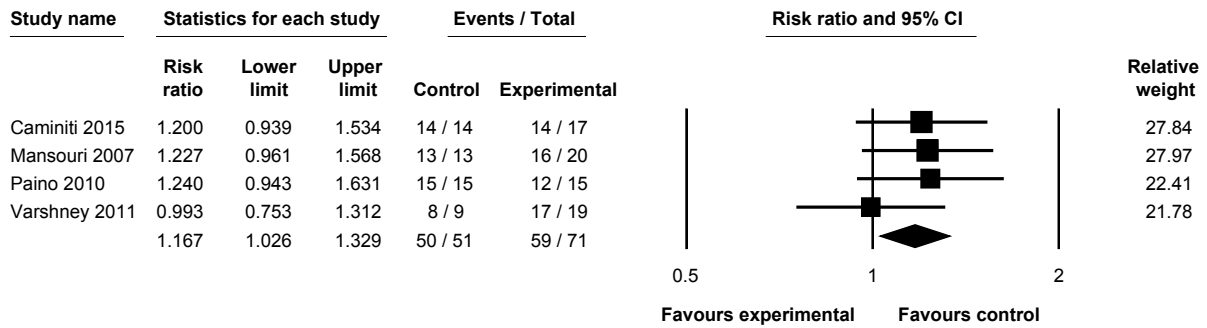 Study name Statistics for each study Events / Total Risk ratio and 95% CI
Risk ratio Lower limit Upper limit Control Experimental Relative weight
Caminiti 2015 1.200 0.939 1.534 14 / 14 14 / 17 27.84
Mansouri 2007 1.227 0.961 1.568 13 / 13 16 / 20 27.97
Paino 2010 1.240 0.943 1.631 15 / 15 12 / 15 22.41
Varshney 2011 0.993 0.753 1.312 8 / 9 17 / 19 21.78
1.167 1.026 1.329 50 / 51 59 / 71
0.5 1 2
Favours experimental Favours control